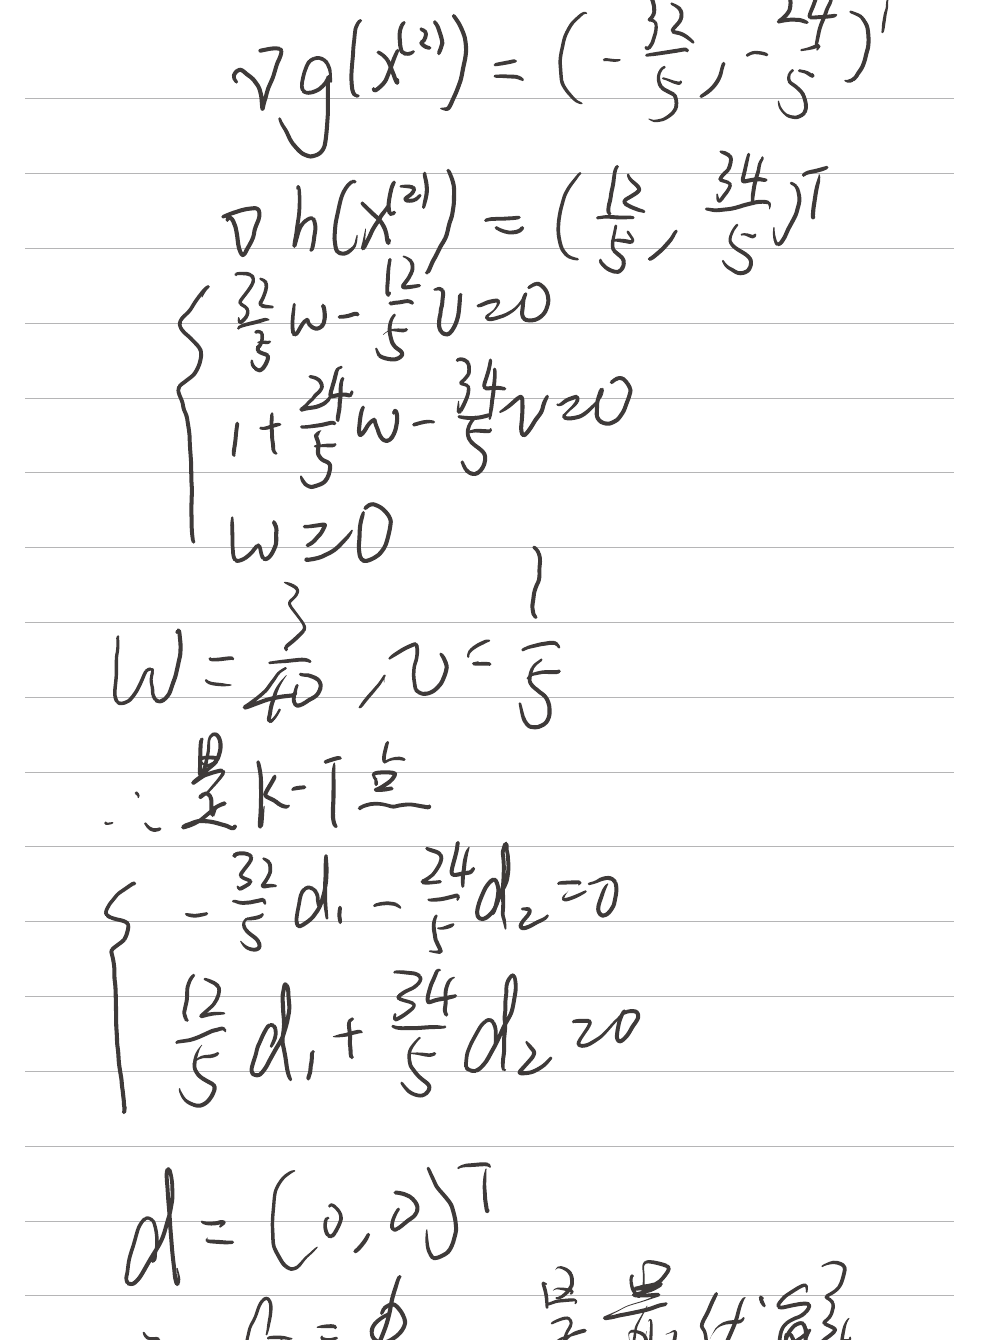 ∇g(x⁽²⁾) = (-32/5, -24/5)ᵀ
∇h(x⁽²⁾) = (12/5, 34/5)ᵀ
32/5 w - 12/5 v = 0
1 + 24/5 w - 34/5 v = 0
w ≥ 0
w = 3/40, v = 1/5
∴ 是 K-T 点
-32/5 d₁ - 24/5 d₂ = 0
12/5 d₁ + 34/5 d₂ = 0
d = (0, 0)ᵀ
∴ G = ϕ 是最优解